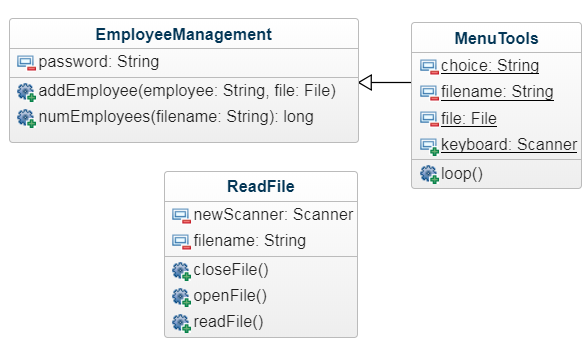 EmployeeManagement
password: String
addEmployee(employee: String, file: File)
numEmployees(filename: String): long
MenuTools
choice: String
filename: String
file: File
keyboard: Scanner
loop()
ReadFile
newScanner: Scanner
filename: String
closeFile()
openFile()
readFile()